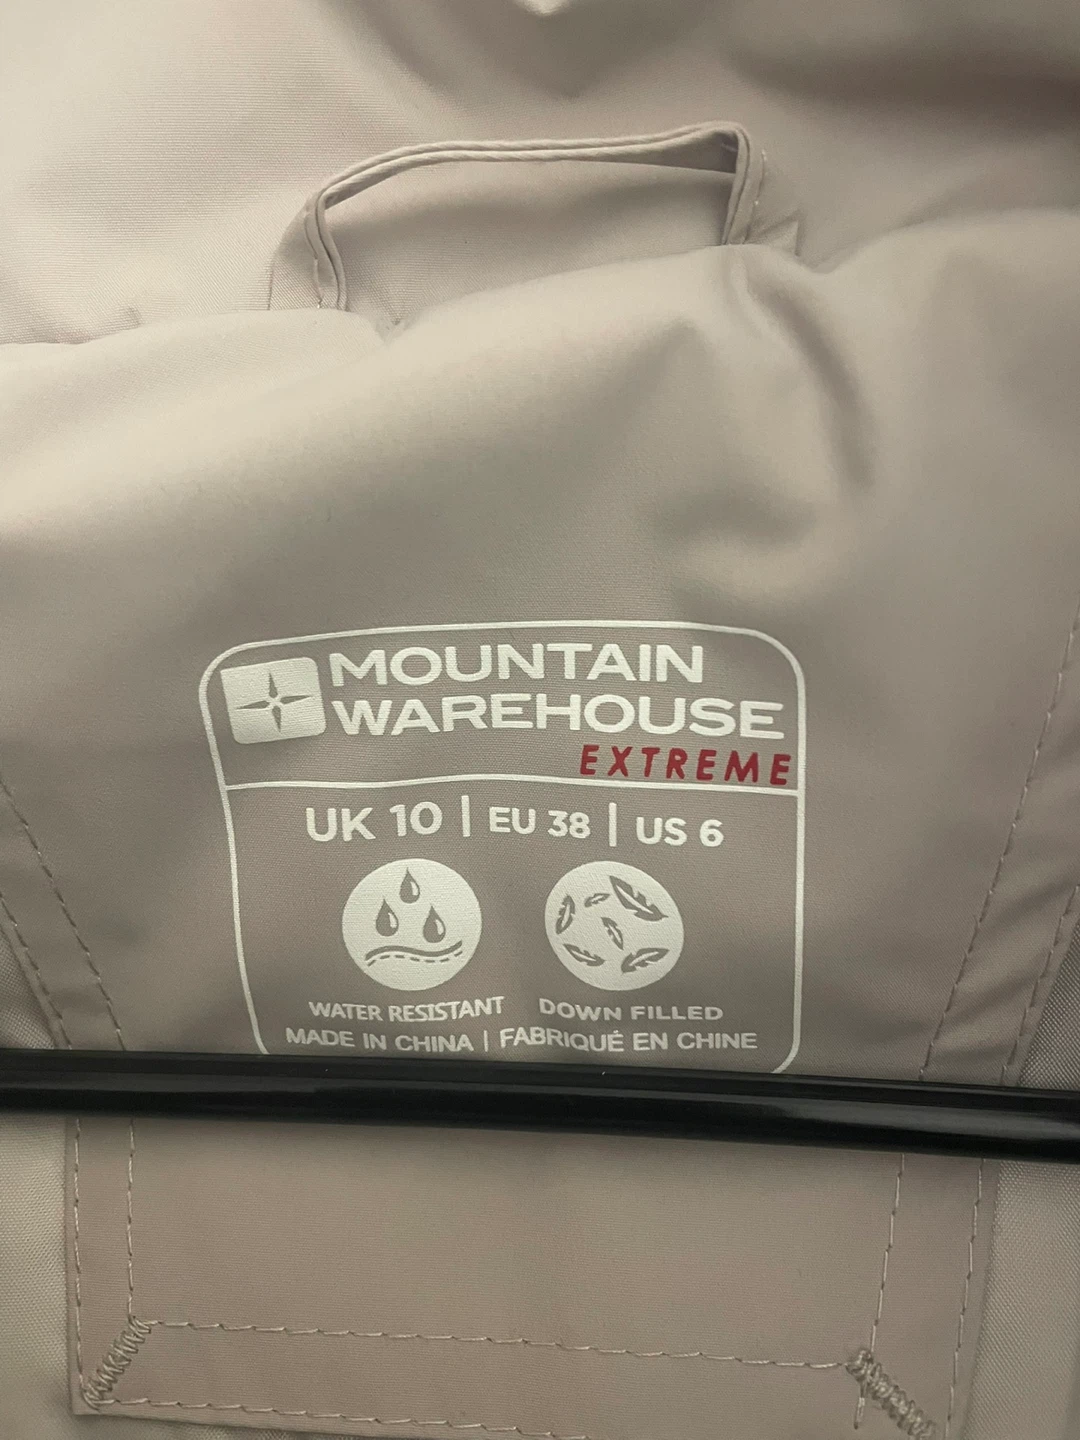 MOUNTAIN
WAREHOUSE
EXTREME
UK 10 | EU 38 | US 6
WATER RESISTANT DOWN FILLED
MADE IN CHINA | FABRIQUÉ EN CHINE